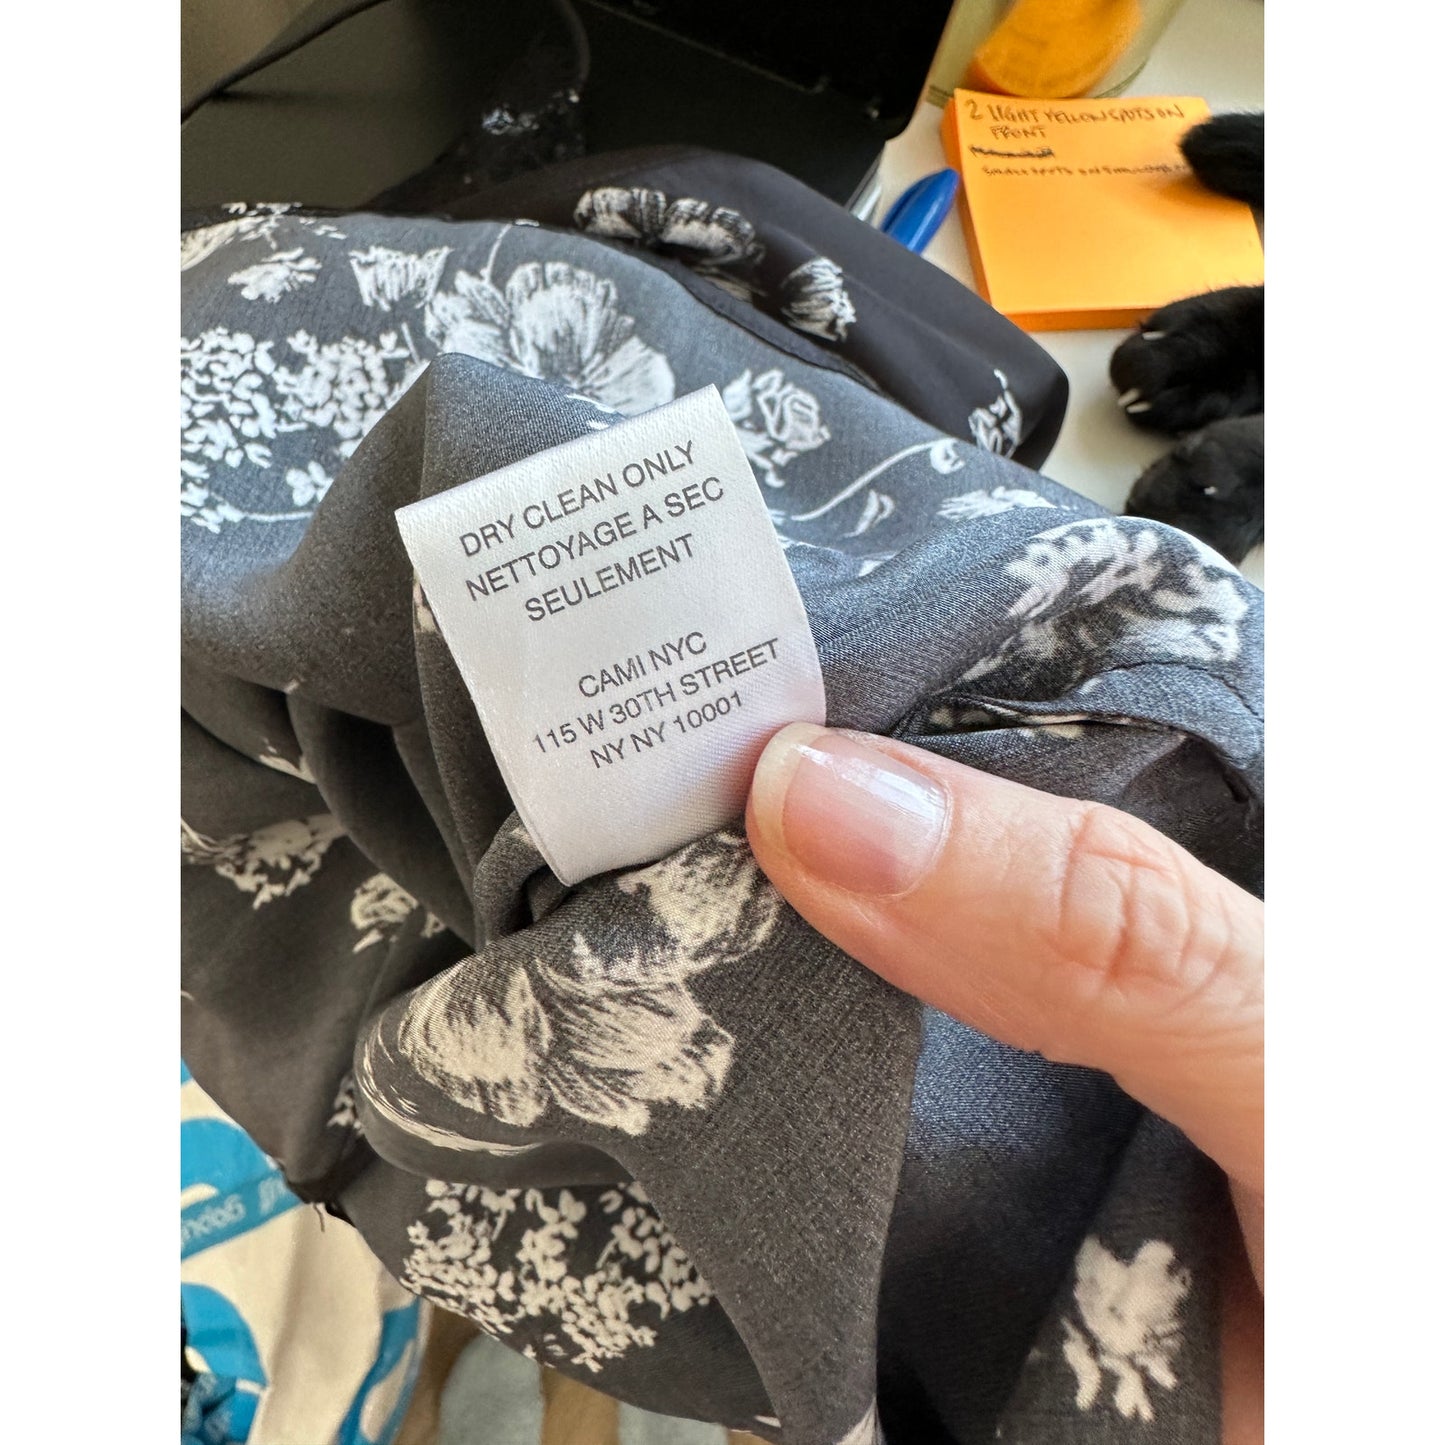 2 LIGHT YELLOW SPOTS ON
FRONT
DRY CLEAN ONLY
NETTOYAGE A SEC
SEULEMENT
CAMI NYC
115 W 30TH STREET
NY NY 10001